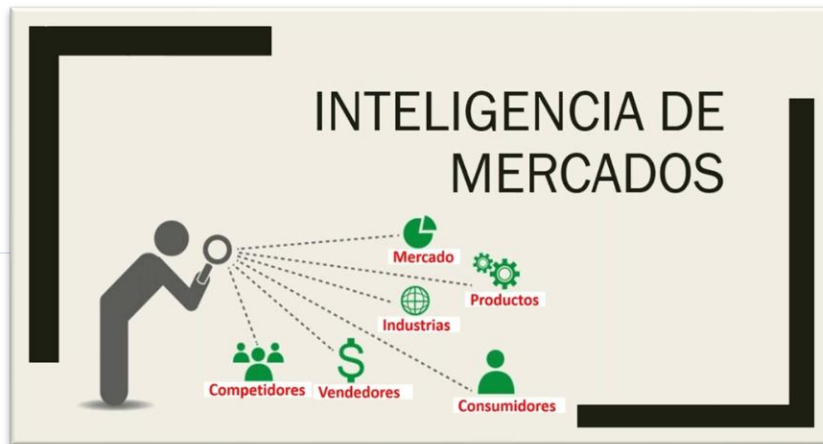 INTELIGENCIA DE
MERCADOS
Mercado
Productos
Industrias
Competidores
Vendedores
Consumidores